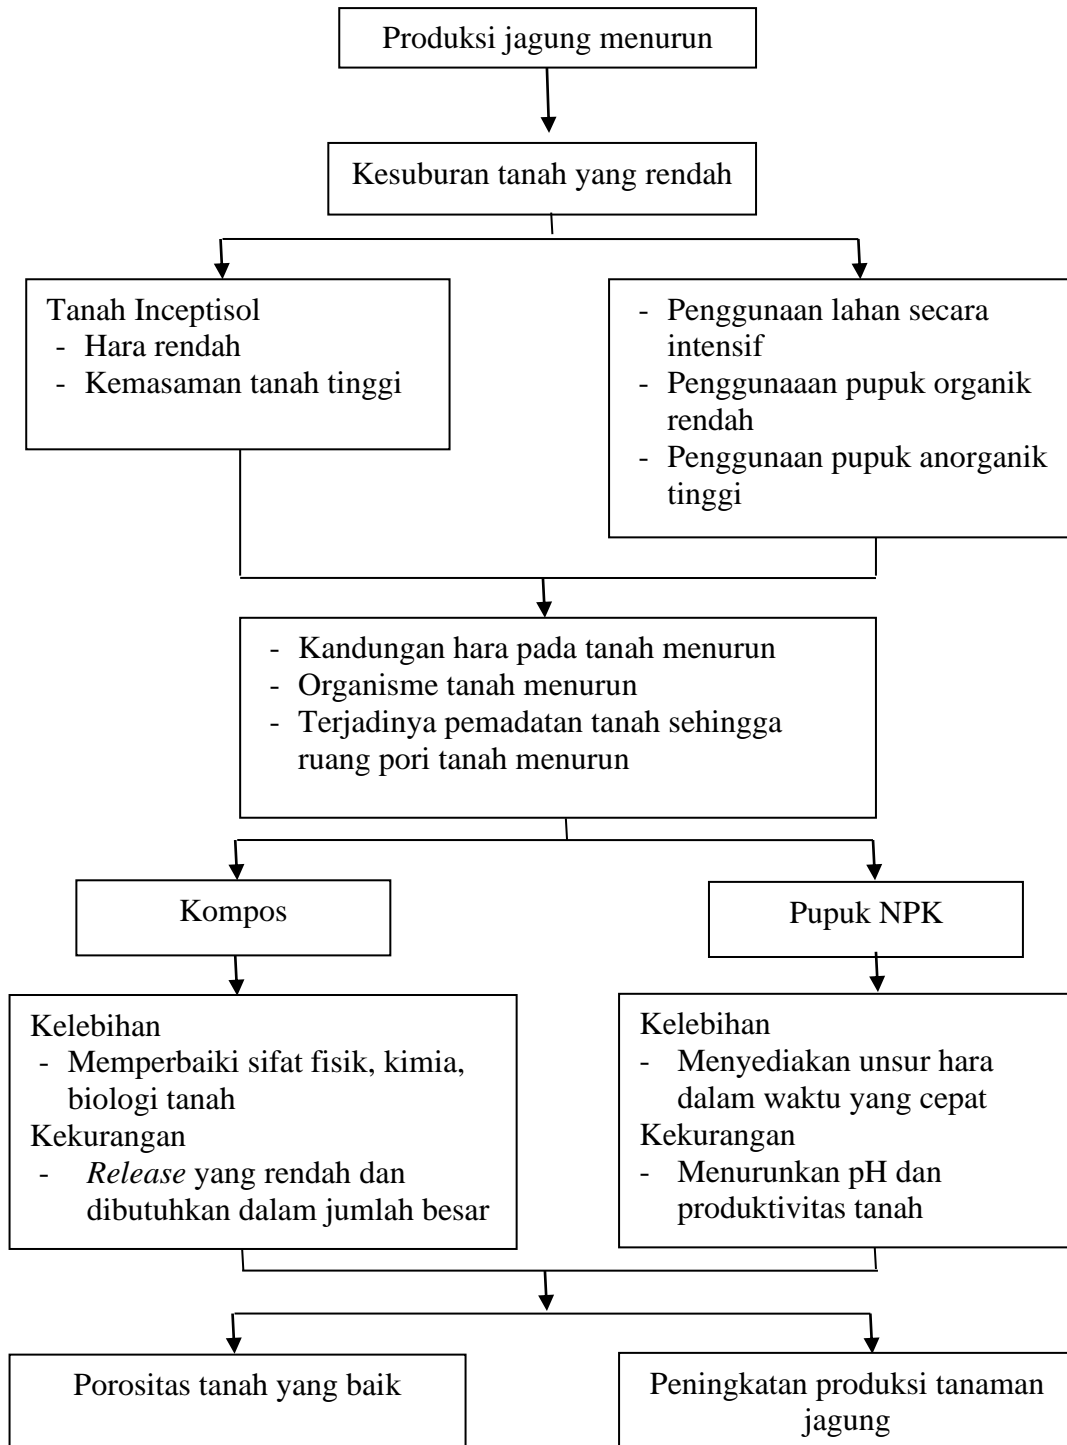 Produksi jagung menurun
Kesuburan tanah yang rendah
Tanah Inceptisol
- Hara rendah
- Kemasaman tanah tinggi
- Penggunaan lahan secara
intensif
- Penggunaaan pupuk organik
rendah
- Penggunaan pupuk anorganik
tinggi
- Kandungan hara pada tanah menurun
- Organisme tanah menurun
- Terjadinya pemadatan tanah sehingga
ruang pori tanah menurun
Kompos
Pupuk NPK
Kelebihan
- Memperbaiki sifat fisik, kimia,
biologi tanah
Kekurangan
- Release yang rendah dan
dibutuhkan dalam jumlah besar
Kelebihan
- Menyediakan unsur hara
dalam waktu yang cepat
Kekurangan
- Menurunkan pH dan
produktivitas tanah
Porositas tanah yang baik
Peningkatan produksi tanaman
jagung